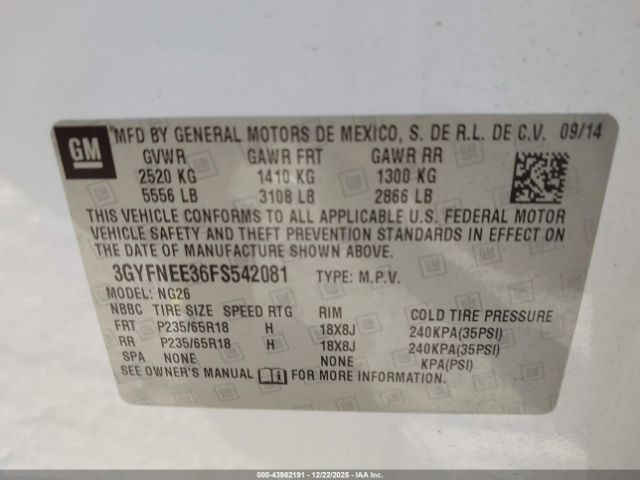 GM MFD BY GENERAL MOTORS DE MEXICO, S. DE R.L. DE C.V. 09/14
GVWR GAWR FRT GAWR RR
2520 KG 1410 KG 1300 KG
5556 LB 3108 LB 2866 LB
THIS VEHICLE CONFORMS TO ALL APPLICABLE U.S. FEDERAL MOTOR
VEHICLE SAFETY AND THEFT PREVENTION STANDARDS IN EFFECT ON
THE DATE OF MANUFACTURE SHOWN ABOVE.
3GYFNEE36FS542081 TYPE: M.P.V.
MODEL: NG26
NBBC TIRE SIZE SPEED RTG RIM COLD TIRE PRESSURE
FRT P235/65R18 H 18X8J 240KPA(35PSI)
RR P235/65R18 H 18X8J 240KPA(35PSI)
SPA NONE NONE KPA(PSI)
SEE OWNER'S MANUAL FOR MORE INFORMATION.
000-43982191 - 12/22/2025 - IAA Inc.